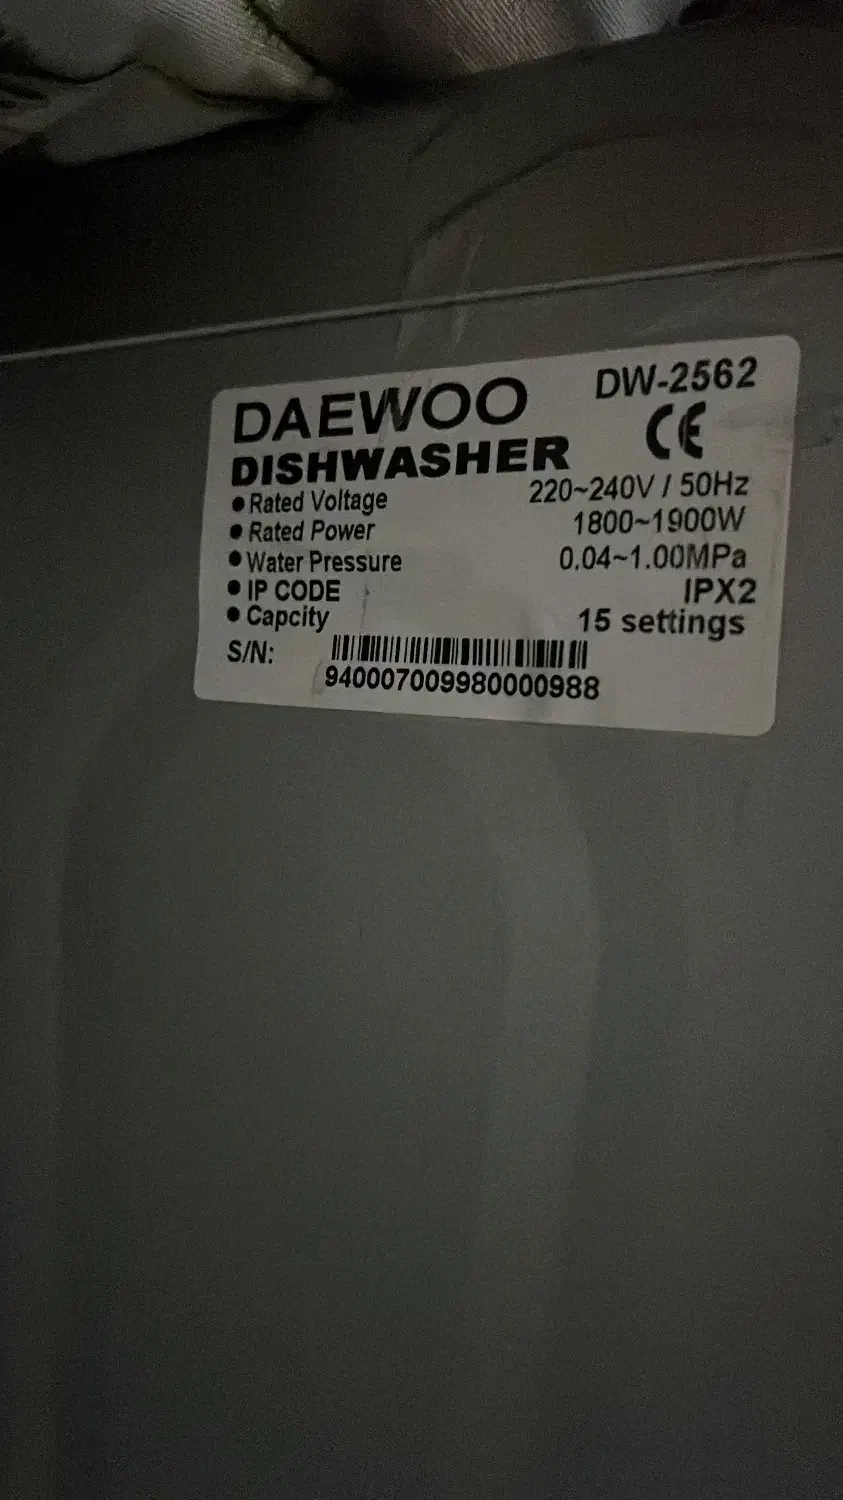 DAEWOO DW-2562
DISHWASHER CE
● Rated Voltage 220~240V / 50Hz
● Rated Power 1800~1900W
● Water Pressure 0.04~1.00MPa
● IP CODE IPX2
● Capcity 15 settings
S/N:
940007009980000988